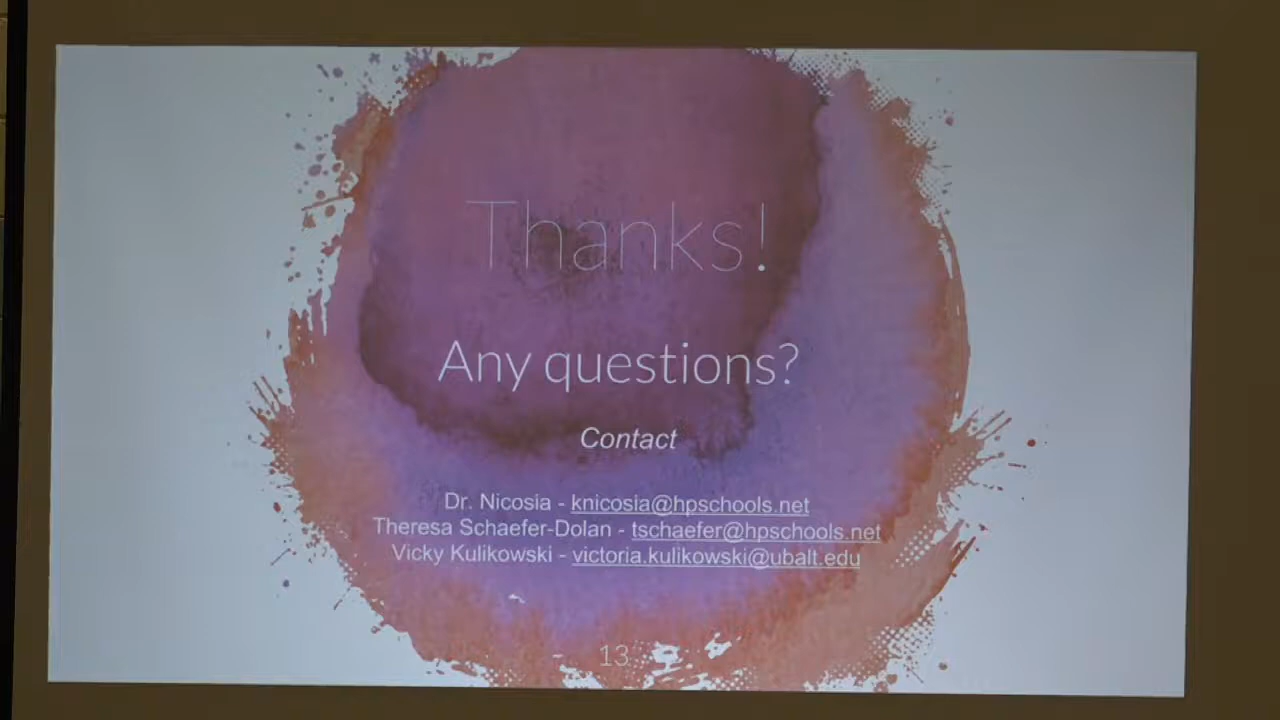 Thanks!
Any questions?
Contact
Dr. Nicosia - knicosia@hpschools.net
Theresa Schaefer-Dolan - tschaefer@hpschools.net
Vicky Kulikowski - victoria.kulikowski@ubalt.edu
13